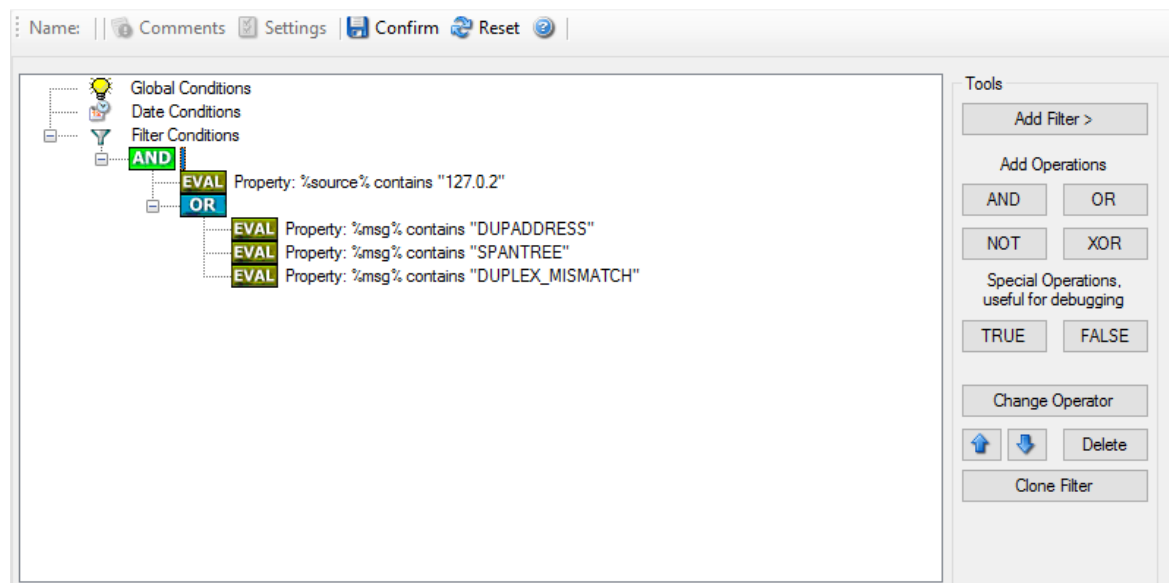 Name: Comments Settings Confirm Reset
Global Conditions
Date Conditions
Filter Conditions
AND
EVAL Property: %source% contains "127.0.2"
OR
EVAL Property: %msg% contains "DUPADDRESS"
EVAL Property: %msg% contains "SPANTREE"
EVAL Property: %msg% contains "DUPLEX_MISMATCH"
Tools
Add Filter >
Add Operations
AND OR
NOT XOR
Special Operations,
useful for debugging
TRUE FALSE
Change Operator
Delete
Clone Filter